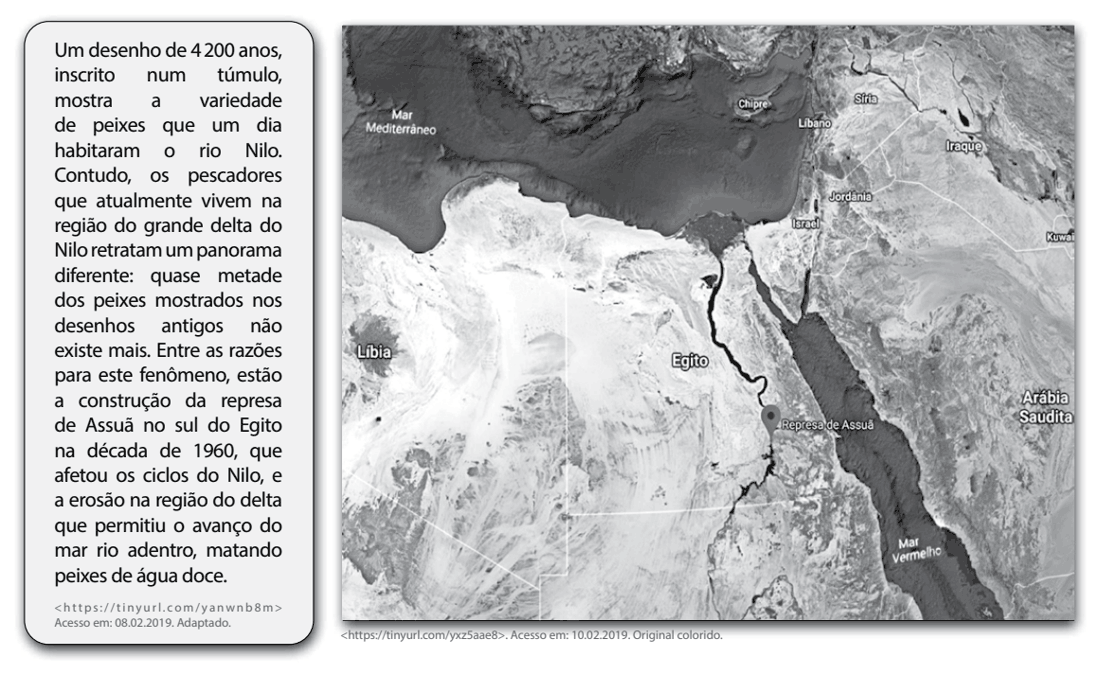 Um desenho de 4 200 anos,
inscrito num túmulo,
mostra a variedade
de peixes que um dia
habitaram o rio Nilo.
Contudo, os pescadores
que atualmente vivem na
região do grande delta do
Nilo retratam um panorama
diferente: quase metade
dos peixes mostrados nos
desenhos antigos não
existe mais. Entre as razões
para este fenômeno, estão
a construção da represa
de Assuã no sul do Egito
na década de 1960, que
afetou os ciclos do Nilo, e
a erosão na região do delta
que permitiu o avanço do
mar rio adentro, matando
peixes de água doce.
<https://tinyurl.com/yanwnb8m>
Acesso em: 08.02.2019. Adaptado.
Mar
Mediterrâneo
Chipre
Síria
Líbano
Iraque
Jordânia
Israel
Kuwai
Líbia
Egito
Arábia
Saudita
Represa de Assuã
Mar
Vermelho
<https://tinyurl.com/yxz5aae8>. Acesso em: 10.02.2019. Original colorido.